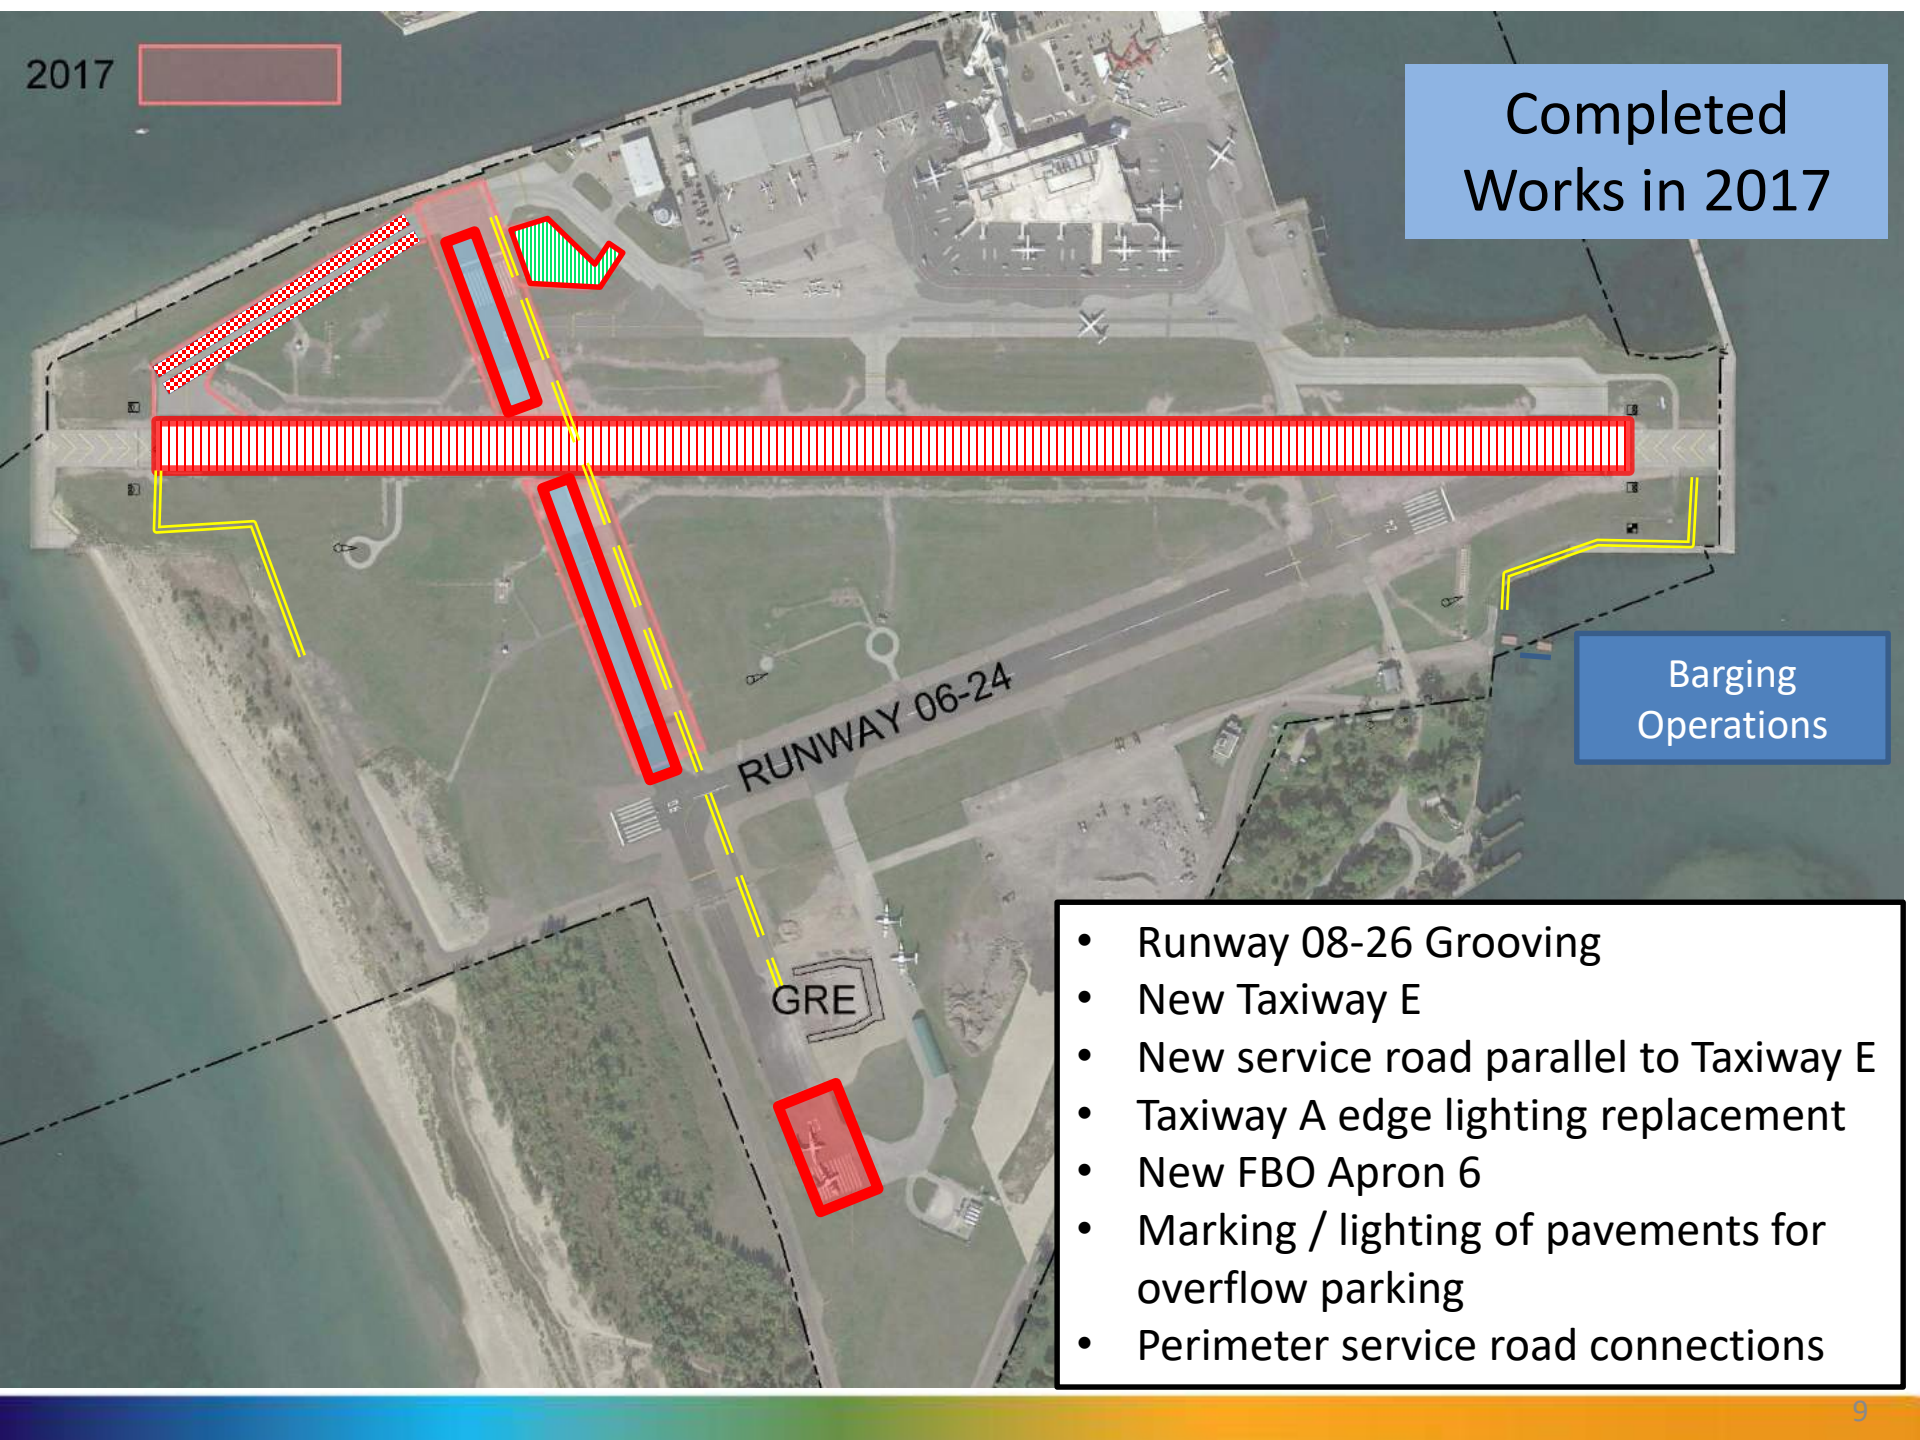 2017
Completed
Works in 2017
24
RUNWAY 06-24
06
Barging
Operations
GRE
• Runway 08-26 Grooving
• New Taxiway E
• New service road parallel to Taxiway E
• Taxiway A edge lighting replacement
• New FBO Apron 6
• Marking / lighting of pavements for
overflow parking
• Perimeter service road connections
9